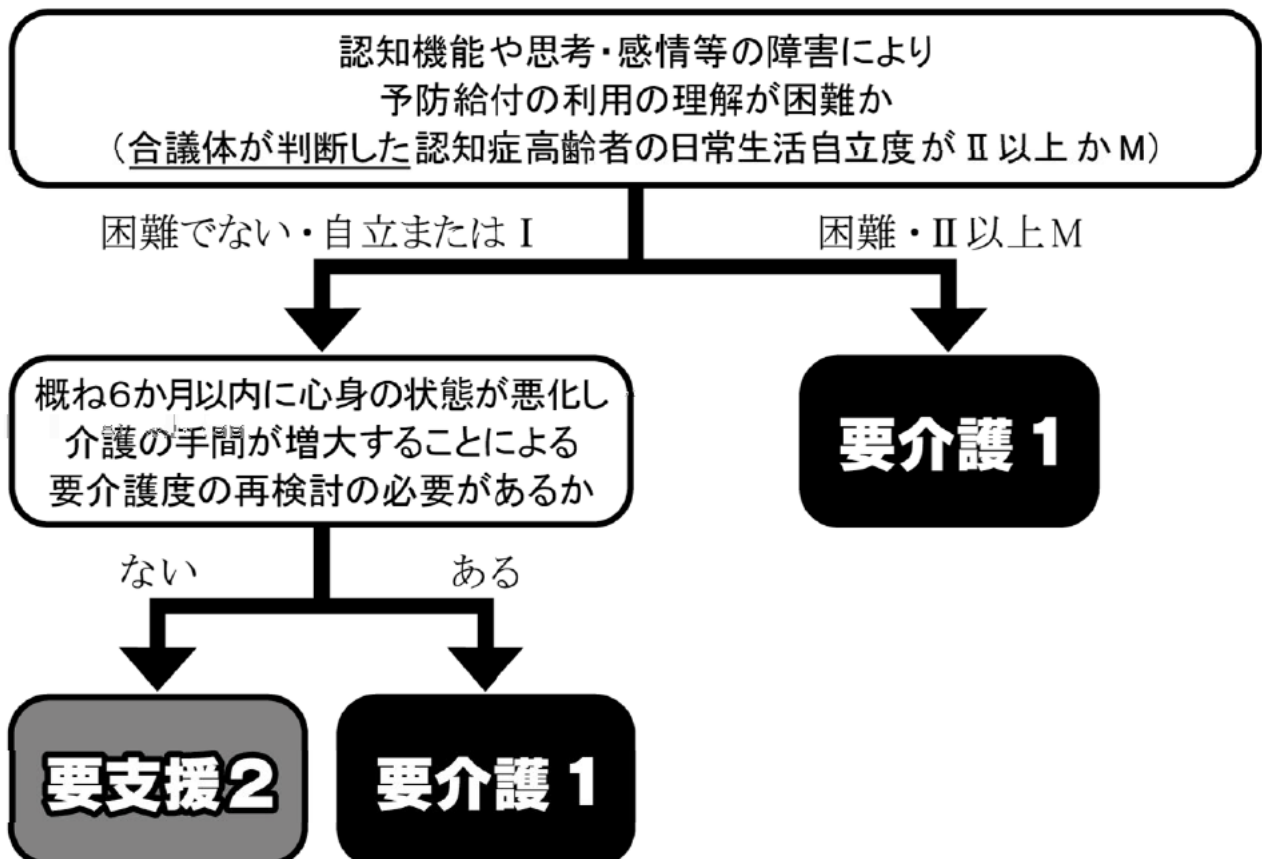 認知機能や思考・感情等の障害により
予防給付の利用の理解が困難か
(合議体が判断した認知症高齢者の日常生活自立度がⅡ以上かM)
困難でない・自立またはⅠ
困難・Ⅱ以上M
概ね6か月以内に心身の状態が悪化し
介護の手間が増大することによる
要介護度の再検討の必要があるか
要介護1
ない
ある
要支援2
要介護1